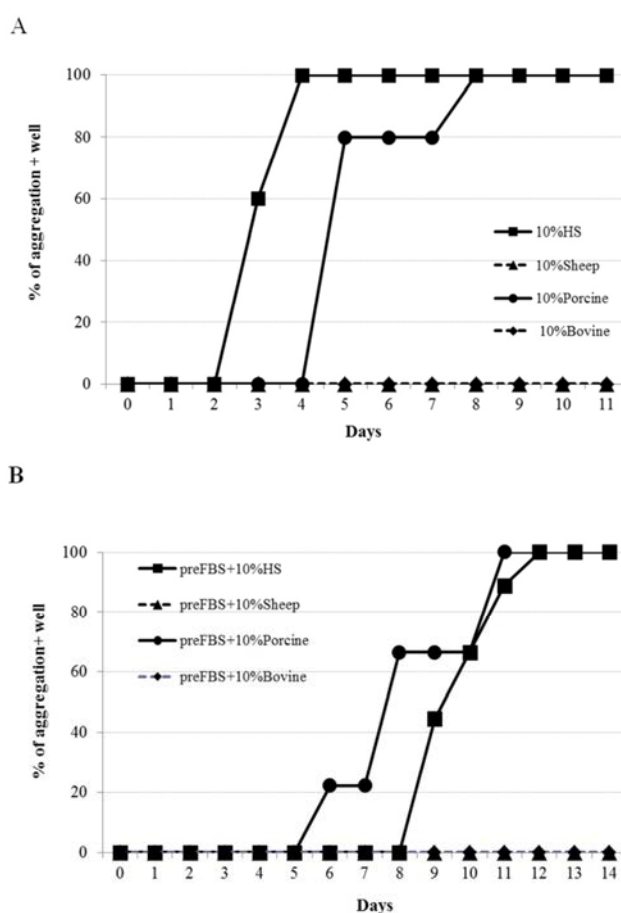 A
100
80
60
40
20
0
% of aggregation + well
10%HS
10%Sheep
10%Porcine
10%Bovine
0 1 2 3 4 5 6 7 8 9 10 11
Days
B
100
80
60
40
20
0
% of aggregation+ well
preFBS+10%HS
preFBS+10%Sheep
preFBS+10%Porcine
preFBS+10%Bovine
0 1 2 3 4 5 6 7 8 9 10 11 12 13 14
Days